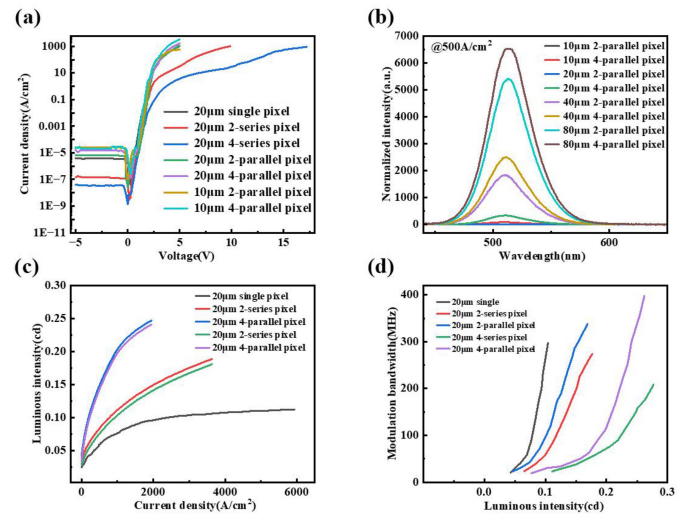 (a)
Current density(A/cm²)
1000
10
0.1
0.001
1E−5
1E−7
1E−9
1E−11
−5
0
5
10
15
Voltage(V)
20μm single pixel
20μm 2-series pixel
20μm 4-series pixel
20μm 2-parallel pixel
20μm 4-parallel pixel
10μm 2-parallel pixel
10μm 4-parallel pixel
(b)
@500A/cm²
Normalized intensity(a.u.)
7000
6000
5000
4000
3000
2000
1000
0
500
600
Wavelength(nm)
10μm 2-parallel pixel
10μm 4-parallel pixel
20μm 2-parallel pixel
20μm 4-parallel pixel
40μm 2-parallel pixel
40μm 4-parallel pixel
80μm 2-parallel pixel
80μm 4-parallel pixel
(c)
Luminous intensity(cd)
0.30
0.25
0.20
0.15
0.10
0.05
0
2000
4000
6000
Current density(A/cm²)
20μm single pixel
20μm 2-series pixel
20μm 4-parallel pixel
20μm 2-series pixel
20μm 4-parallel pixel
(d)
Modulation bandwidth(MHz)
400
300
200
100
0
0.0
0.1
0.2
0.3
Luminous intensity(cd)
20μm single
20μm 2-series pixel
20μm 2-parallel pixel
20μm 4-series pixel
20μm 4-parallel pixel